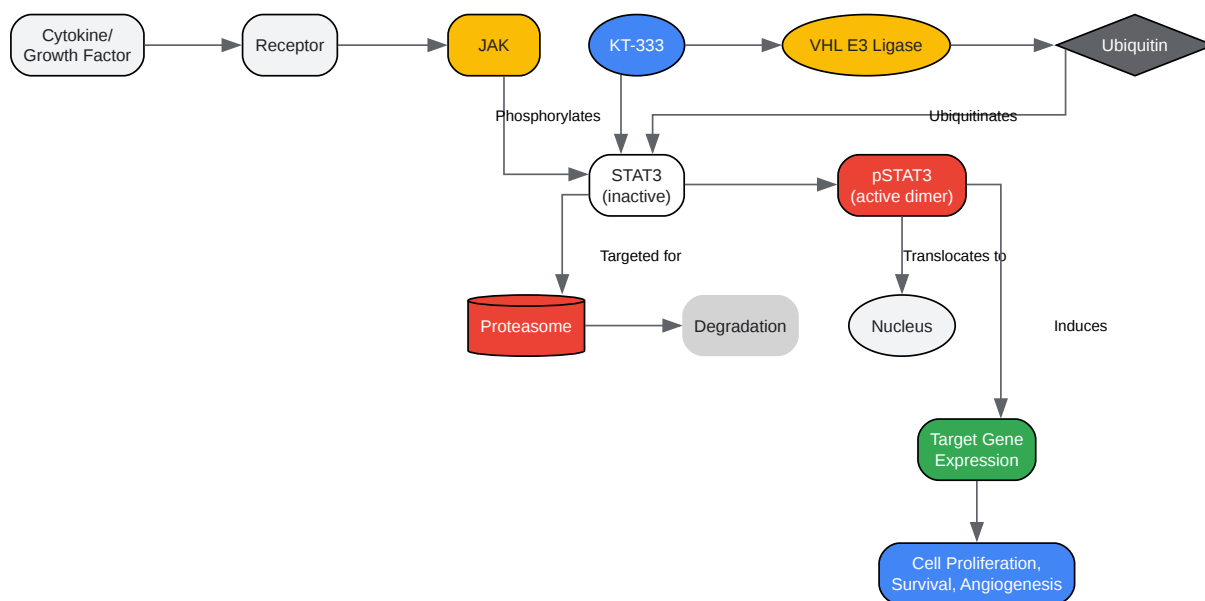 Cytokine/
Growth Factor
Receptor
JAK
KT-333
VHL E3 Ligase
Ubiquitin
Phosphorylates
Ubiquitinates
STAT3
(inactive)
pSTAT3
(active dimer)
Targeted for
Translocates to
Proteasome
Degradation
Nucleus
Induces
Target Gene
Expression
Cell Proliferation,
Survival, Angiogenesis